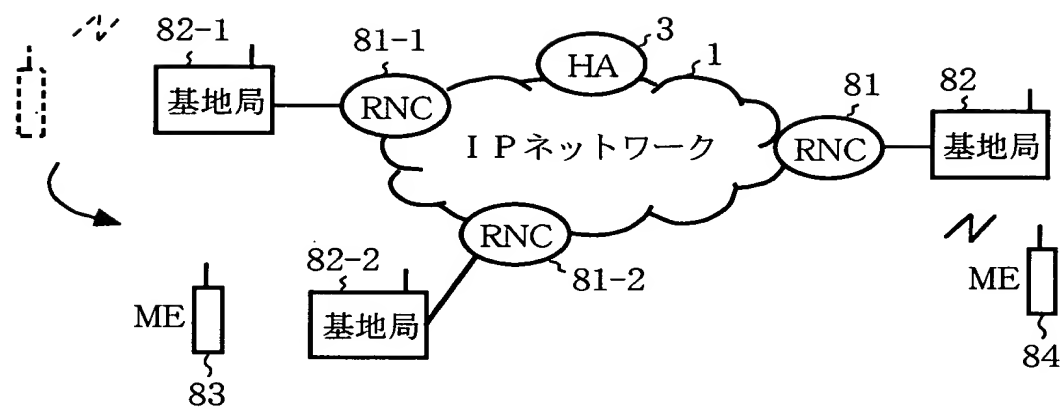 82-1
81-1
3
1
HA
81
82
基地局
RNC
ＩＰネットワーク
RNC
基地局
RNC
82-2
81-2
ME
ME
基地局
83
84